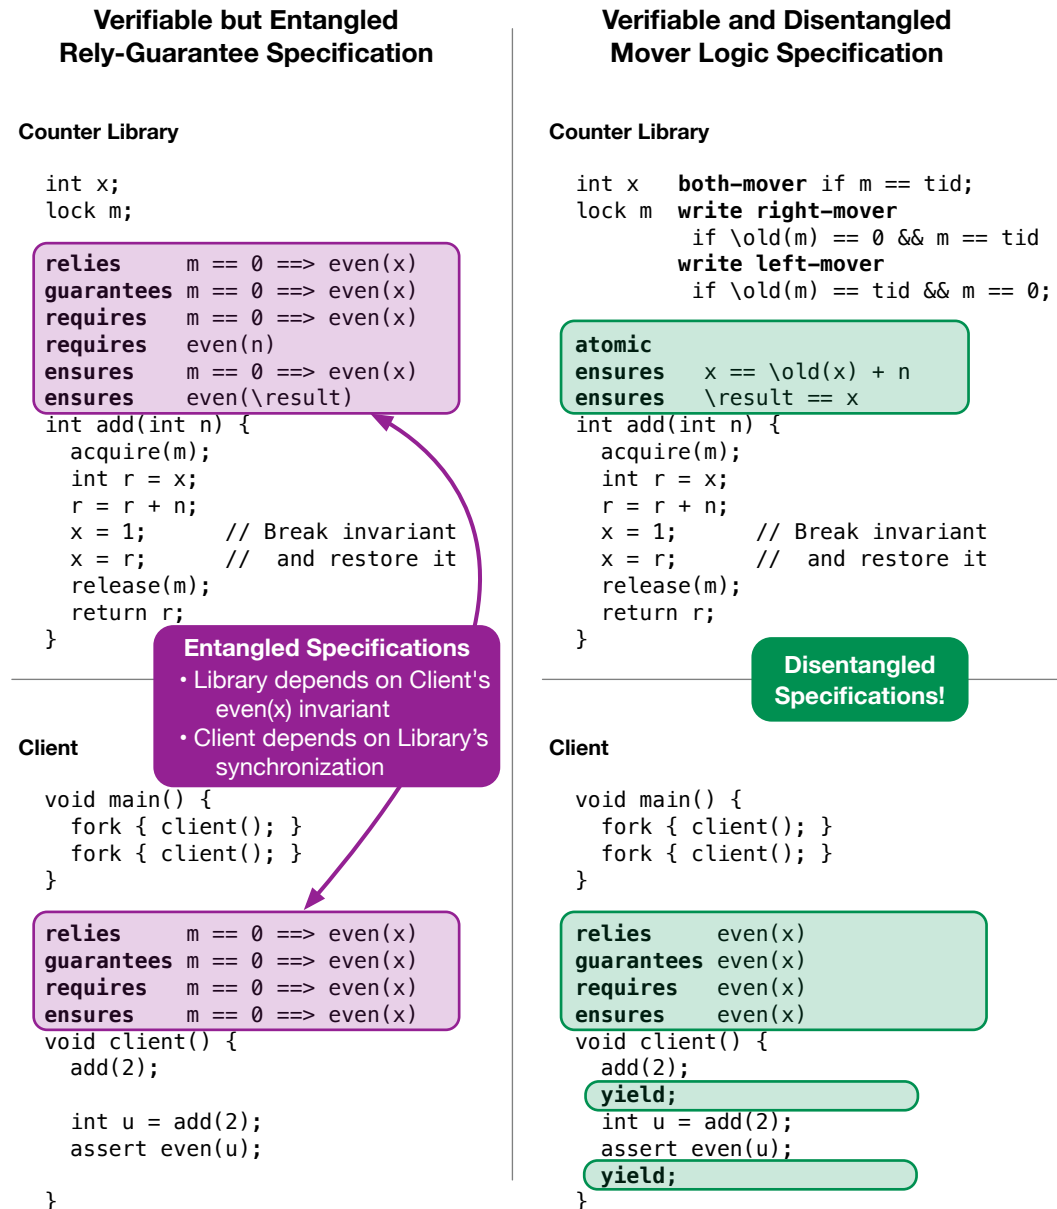 Verifiable but Entangled
Rely-Guarantee Specification
Counter Library
int x;
lock m;
relies m == 0 ==> even(x)
guarantees m == 0 ==> even(x)
requires m == 0 ==> even(x)
requires even(n)
ensures m == 0 ==> even(x)
ensures even(\result)
int add(int n) {
acquire(m);
int r = x;
r = r + n;
x = 1; // Break invariant
x = r; // and restore it
release(m);
return r;
}
Entangled Specifications
• Library depends on Client's
even(x) invariant
• Client depends on Library’s
synchronization
Client
void main() {
fork { client(); }
fork { client(); }
}
relies m == 0 ==> even(x)
guarantees m == 0 ==> even(x)
requires m == 0 ==> even(x)
ensures m == 0 ==> even(x)
void client() {
add(2);
int u = add(2);
assert even(u);
}
Verifiable and Disentangled
Mover Logic Specification
Counter Library
int x both-mover if m == tid;
lock m write right-mover
if \old(m) == 0 && m == tid
write left-mover
if \old(m) == tid && m == 0;
atomic
ensures x == \old(x) + n
ensures \result == x
int add(int n) {
acquire(m);
int r = x;
r = r + n;
x = 1; // Break invariant
x = r; // and restore it
release(m);
return r;
}
Disentangled
Specifications!
Client
void main() {
fork { client(); }
fork { client(); }
}
relies even(x)
guarantees even(x)
requires even(x)
ensures even(x)
void client() {
add(2);
yield;
int u = add(2);
assert even(u);
yield;
}